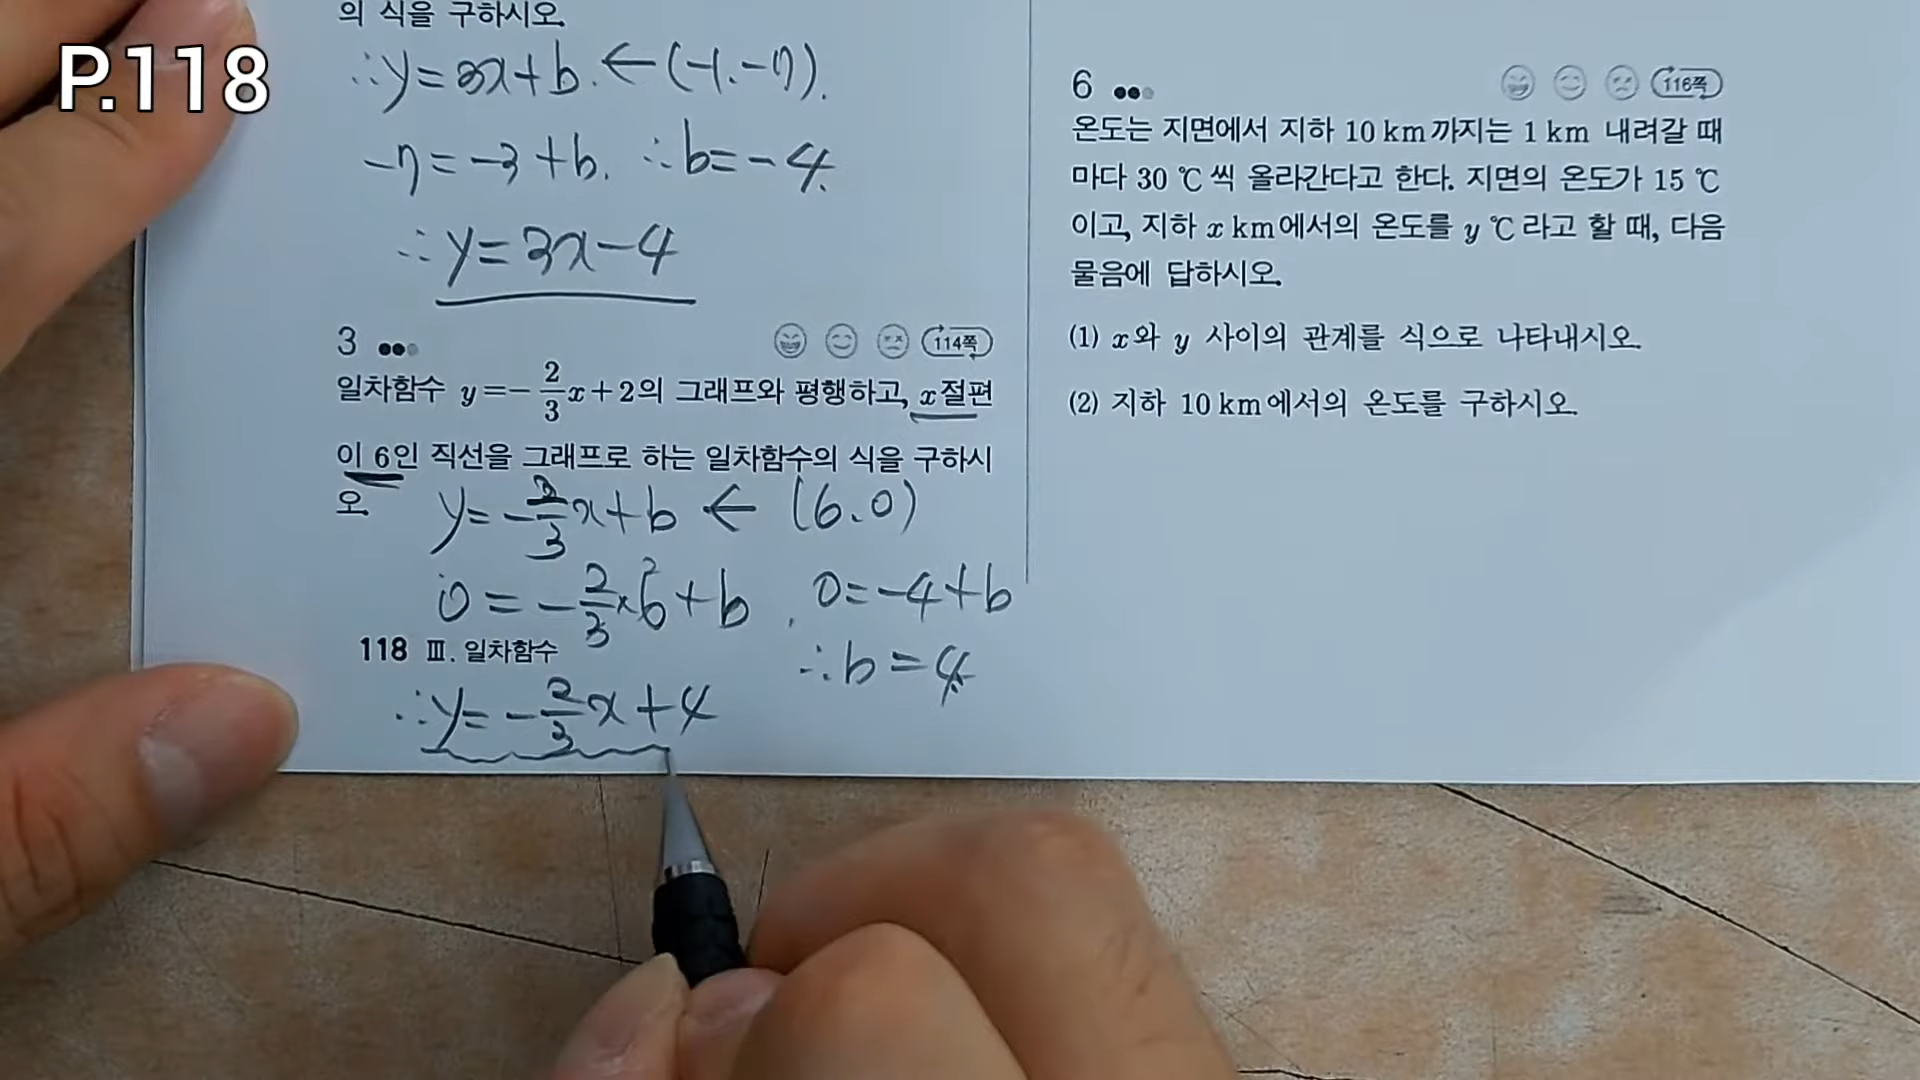 P.118
의 식을 구하시오.
∴y=3x+b. ← (-1.-7).
-7=-3+b. ∴b=-4.
∴y=3x-4
3 114쪽
일차함수 y=-2/3x+2의 그래프와 평행하고, x절편
이 6인 직선을 그래프로 하는 일차함수의 식을 구하시
오.
y=-2/3x+b ← (6.0)
0=-2/3×6+b. 0=-4+b
2
∴b=4.
118 Ⅲ. 일차함수
∴y=-2/3x+4
6 116쪽
온도는 지면에서 지하 10 km까지는 1 km 내려갈 때
마다 30 ℃씩 올라간다고 한다. 지면의 온도가 15 ℃
이고, 지하 x km에서의 온도를 y ℃라고 할 때, 다음
물음에 답하시오.
(1) x와 y 사이의 관계를 식으로 나타내시오.
(2) 지하 10 km에서의 온도를 구하시오.